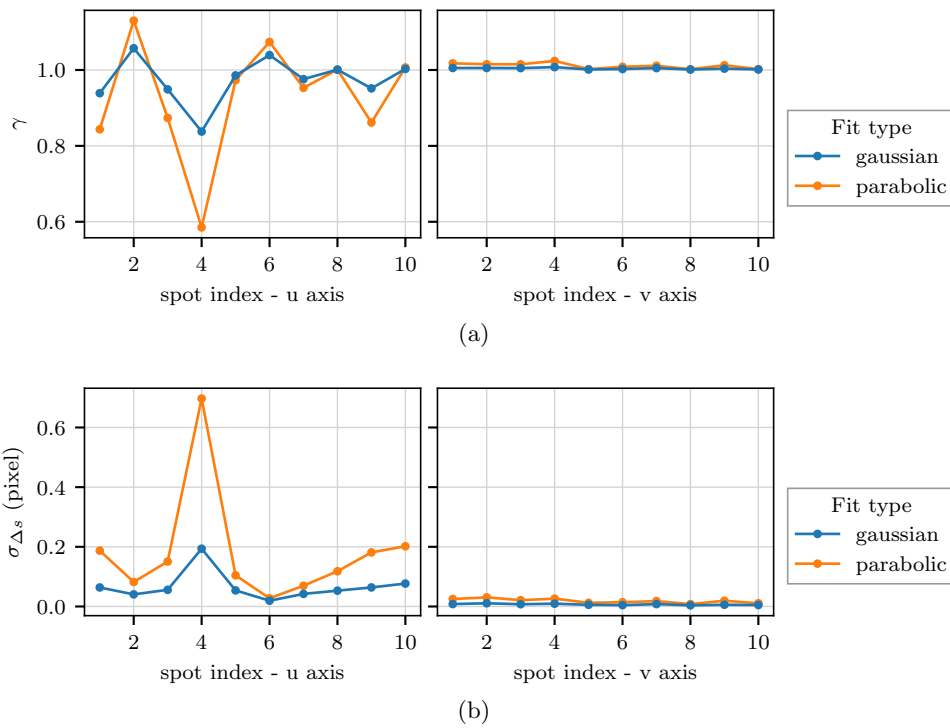 γ
1.0
0.8
0.6
2 4 6 8 10
spot index - u axis
2 4 6 8 10
spot index - v axis
Fit type
gaussian
parabolic
(a)
σΔs (pixel)
0.6
0.4
0.2
0.0
2 4 6 8 10
spot index - u axis
2 4 6 8 10
spot index - v axis
Fit type
gaussian
parabolic
(b)